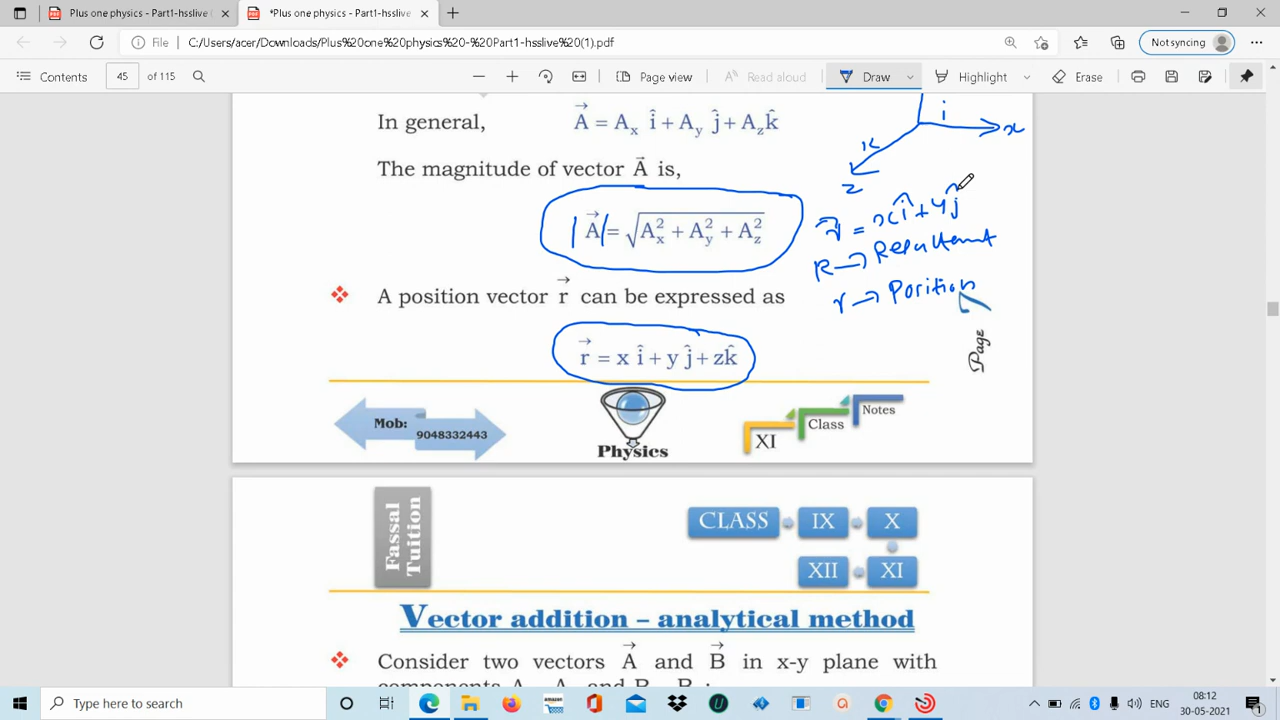 Plus one physics - Part1-hsslive (
*Plus one physics - Part1-hsslive
File
C:/Users/acer/Downloads/Plus%20one%20physics%20-%20Part1-hsslive%20(1).pdf
Not syncing
Contents
45 of 115
Page view
Read aloud
Draw
Highlight
Erase
In general, A⃗ = Aₓ î + Aᵧ ĵ + A_z k̂
i
x
k
z
The magnitude of vector A⃗ is,
|A⃗| = √(Aₓ² + Aᵧ² + A_z²)
r⃗ = x î + y ĵ
R → Resultant
r → Position
A position vector r⃗ can be expressed as
r⃗ = x î + y ĵ + z k̂
Page
Mob: 9048332443
Physics
XI Class Notes
Fassal Tuition
CLASS IX X
XII XI
Vector addition – analytical method
Consider two vectors A⃗ and B⃗ in x-y plane with
Type here to search
ENG
08:12
30-05-2021